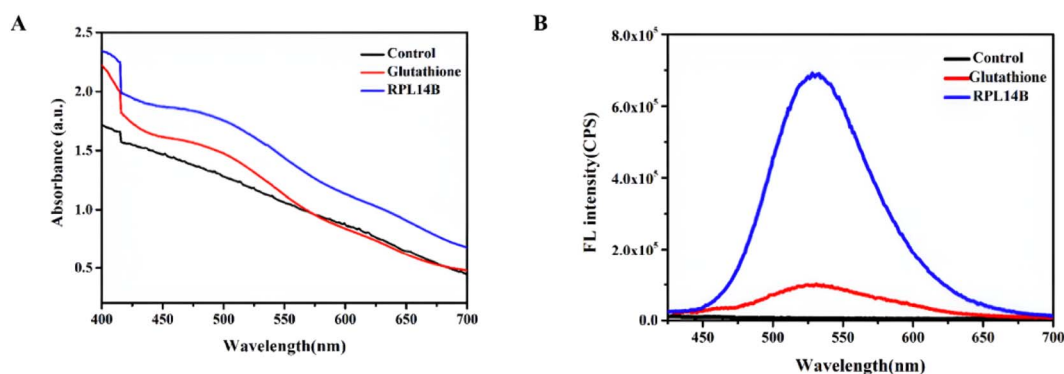 A
Absorbance (a.u.)
2.5
2.0
1.5
1.0
0.5
Control
Glutathione
RPL14B
400 450 500 550 600 650 700
Wavelength(nm)
B
FL intensity(CPS)
8.0x10⁵
6.0x10⁵
4.0x10⁵
2.0x10⁵
0.0
Control
Glutathione
RPL14B
450 500 550 600 650 700
Wavelength(nm)